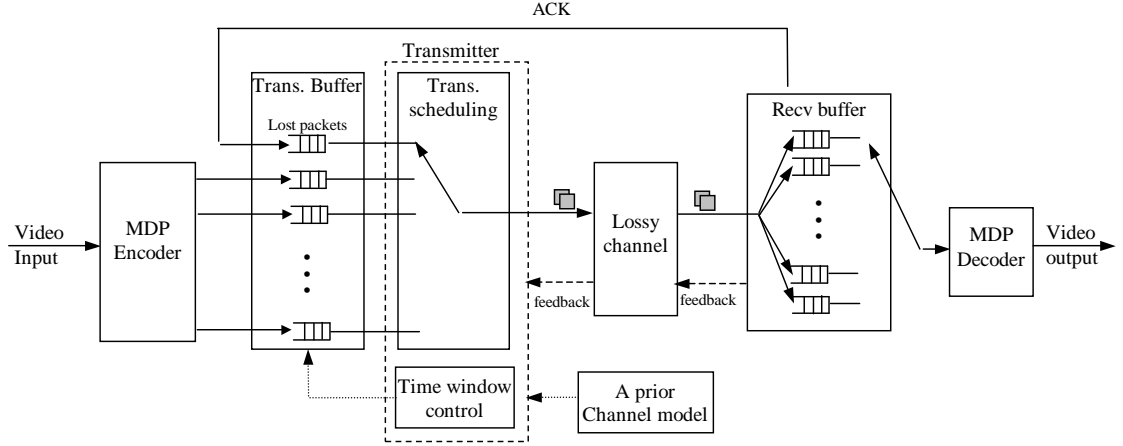 ACK
Transmitter
Trans. Buffer
Trans.
scheduling
Recv buffer
Lost packets
MDP
Encoder
Lossy
channel
MDP
Decoder
Video
Input
Video
output
feedback
feedback
Time window
control
A prior
Channel model